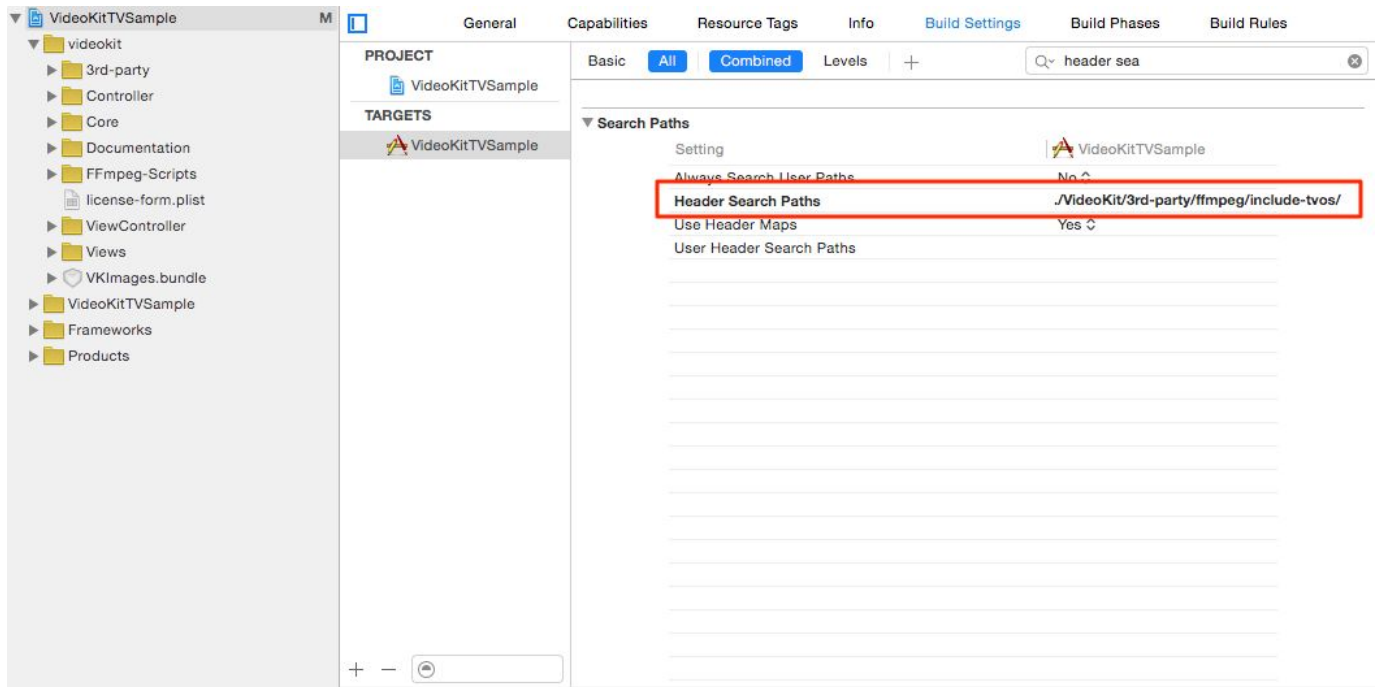 VideoKitTVSample M
videokit
3rd-party
Controller
Core
Documentation
FFmpeg-Scripts
license-form.plist
ViewController
Views
VKImages.bundle
VideoKitTVSample
Frameworks
Products
General Capabilities Resource Tags Info Build Settings Build Phases Build Rules
PROJECT
VideoKitTVSample
TARGETS
VideoKitTVSample
Basic All Combined Levels + header sea
Search Paths
Setting VideoKitTVSample
Always Search User Paths No
Header Search Paths ./VideoKit/3rd-party/ffmpeg/include-tvos/
Use Header Maps Yes
User Header Search Paths